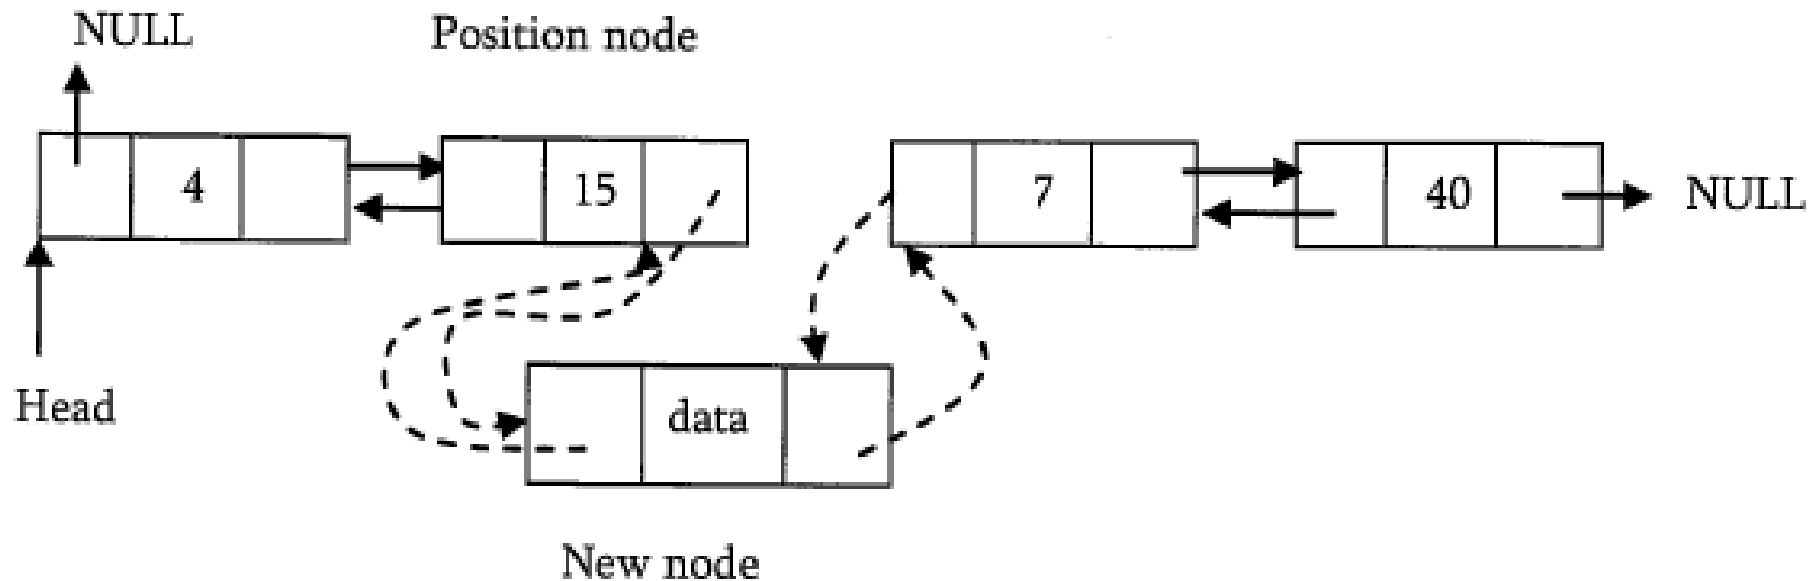 NULL
Position node
4
15
7
40
NULL
Head
data
New node